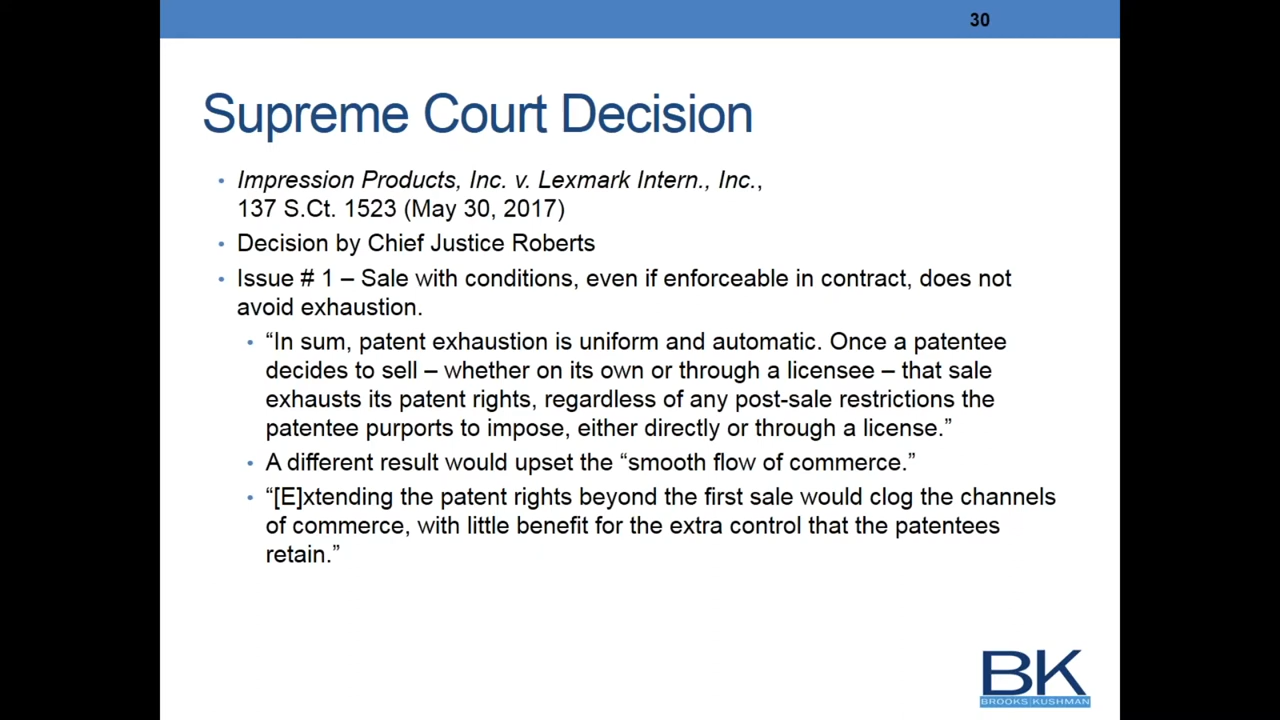 30
Supreme Court Decision
• Impression Products, Inc. v. Lexmark Intern., Inc.,
137 S.Ct. 1523 (May 30, 2017)
• Decision by Chief Justice Roberts
• Issue # 1 – Sale with conditions, even if enforceable in contract, does not
avoid exhaustion.
• “In sum, patent exhaustion is uniform and automatic. Once a patentee
decides to sell – whether on its own or through a licensee – that sale
exhausts its patent rights, regardless of any post-sale restrictions the
patentee purports to impose, either directly or through a license.”
• A different result would upset the “smooth flow of commerce.”
• “[E]xtending the patent rights beyond the first sale would clog the channels
of commerce, with little benefit for the extra control that the patentees
retain.”
BK
BROOKS KUSHMAN